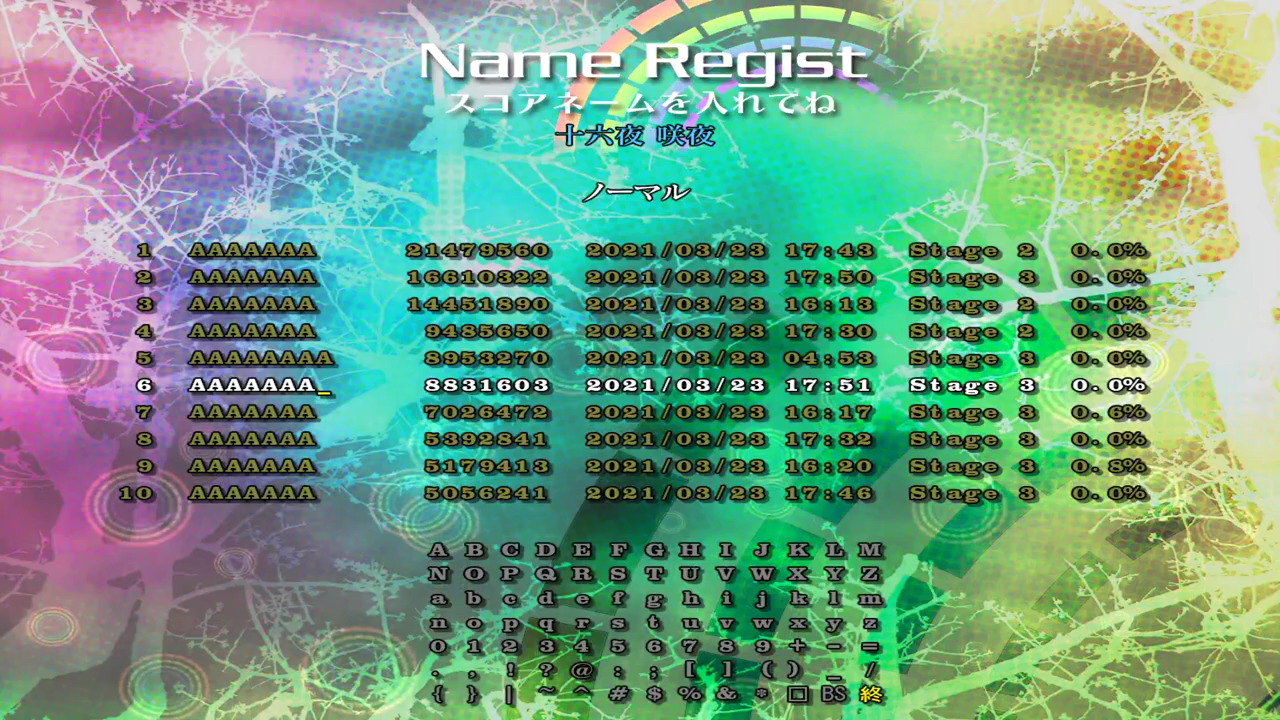 Name Regist
スコアネームを入れてね
十六夜 咲夜
ノーマル
1 AAAAAAA 21479560 2021/03/23 17:43 Stage 2 0.0%
2 AAAAAAA 16610822 2021/03/23 17:50 Stage 3 0.0%
3 AAAAAAA 14451890 2021/03/23 16:13 Stage 2 0.0%
4 AAAAAAA 9485650 2021/03/23 17:30 Stage 2 0.0%
5 AAAAAAAA 8953270 2021/03/23 04:53 Stage 3 0.0%
6 AAAAAAA_ 8831603 2021/03/23 17:51 Stage 3 0.0%
7 AAAAAAA 7026472 2021/03/23 16:17 Stage 3 0.6%
8 AAAAAAA 5392841 2021/03/23 17:32 Stage 3 0.0%
9 AAAAAAA 5179413 2021/03/23 16:20 Stage 3 0.8%
10 AAAAAAA 5056241 2021/03/23 17:46 Stage 3 0.0%
A B C D E F G H I J K L M
N O P Q R S T U V W X Y Z
a b c d e f g h i j k l m
n o p q r s t u v w x y z
0 1 2 3 4 5 6 7 8 9 + - =
. , ! ? @ : ; [ ] ( ) _ /
{ } | ~ ^ # $ % & * □ BS 終